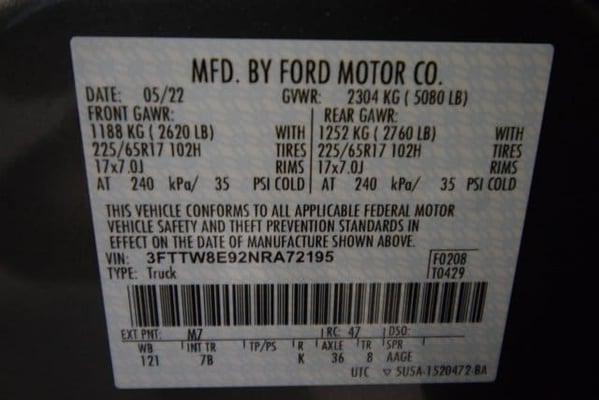 MFD. BY FORD MOTOR CO.
DATE: 05/22 GVWR: 2304 KG ( 5080 LB)
FRONT GAWR: REAR GAWR:
1188 KG ( 2620 LB) WITH 1252 KG ( 2760 LB) WITH
225/65R17 102H TIRES 225/65R17 102H TIRES
17x7.0J RIMS 17x7.0J RIMS
AT 240 kPa/ 35 PSI COLD AT 240 kPa/ 35 PSI COLD
THIS VEHICLE CONFORMS TO ALL APPLICABLE FEDERAL MOTOR
VEHICLE SAFETY AND THEFT PREVENTION STANDARDS IN
EFFECT ON THE DATE OF MANUFACTURE SHOWN ABOVE.
VIN: 3FTTW8E92NRA72195 F0208
TYPE: Truck T0429
EXT PNT: M7 RC: 47 DSO:
WB INT TR TP/PS R AXLE TR SPR
121 7B K 36 8 AAGE
UTC ▽ 5U5A-1520472-BA